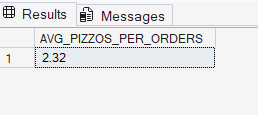 Results Messages
AVG_PIZZOS_PER_ORDERS
1 2.32